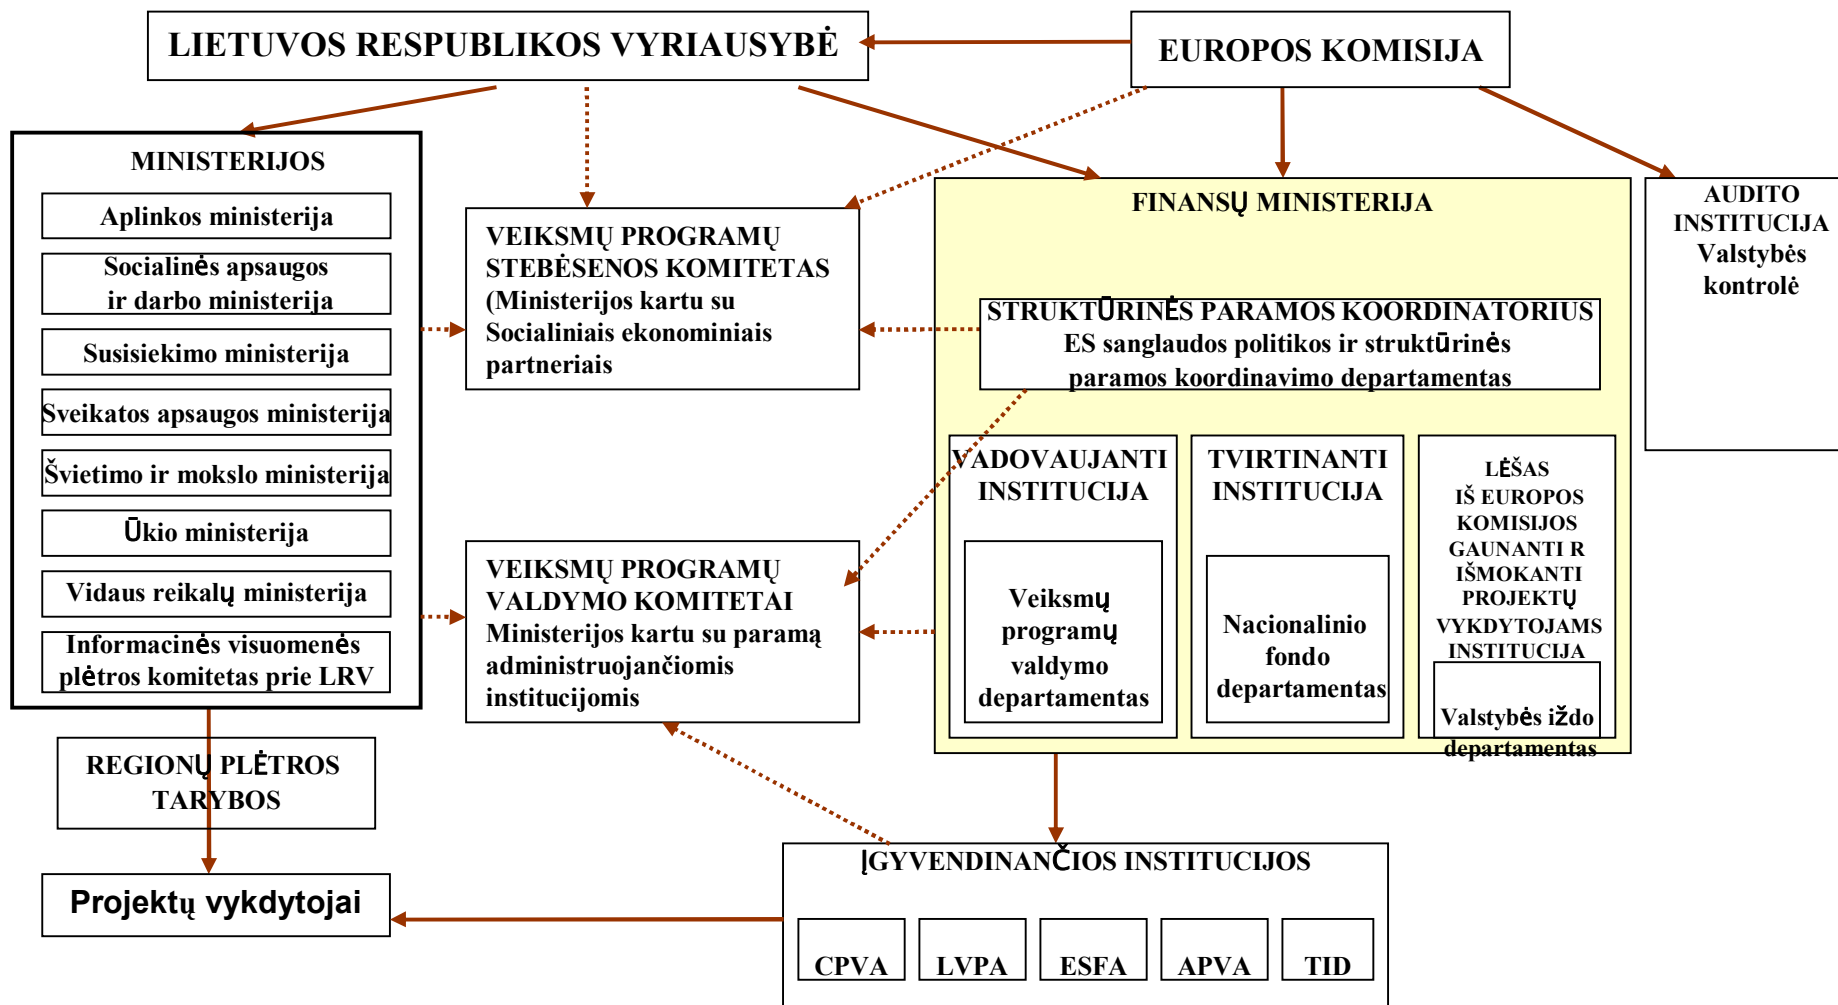 LIETUVOS RESPUBLIKOS VYRIAUSYBĖ
EUROPOS KOMISIJA
MINISTERIJOS
Aplinkos ministerija
Socialinės apsaugos
ir darbo ministerija
Susisiekimo ministerija
Sveikatos apsaugos ministerija
Švietimo ir mokslo ministerija
Ūkio ministerija
Vidaus reikalų ministerija
Informacinės visuomenės
plėtros komitetas prie LRV
REGIONŲ PLĖTROS
TARYBOS
Projektų vykdytojai
VEIKSMŲ PROGRAMŲ
STEBĖSENOS KOMITETAS
(Ministerijos kartu su
Socialiniais ekonominiais
partneriais
VEIKSMŲ PROGRAMŲ
VALDYMO KOMITETAI
Ministerijos kartu su paramą
administruojančiomis
institucijomis
FINANSŲ MINISTERIJA
STRUKTŪRINĖS PARAMOS KOORDINATORIUS
ES sanglaudos politikos ir struktūrinės
paramos koordinavimo departamentas
VADOVAUJANTI
INSTITUCIJA
Veiksmų
programų
valdymo
departamentas
TVIRTINANTI
INSTITUCIJA
Nacionalinio
fondo
departamentas
LĖŠAS
IŠ EUROPOS
KOMISIJOS
GAUNANTI R
IŠMOKANTI
PROJEKTŲ
VYKDYTOJAMS
INSTITUCIJA
Valstybės iždo
departamentas
AUDITO
INSTITUCIJA
Valstybės
kontrolė
ĮGYVENDINANČIOS INSTITUCIJOS
CPVA
LVPA
ESFA
APVA
TID